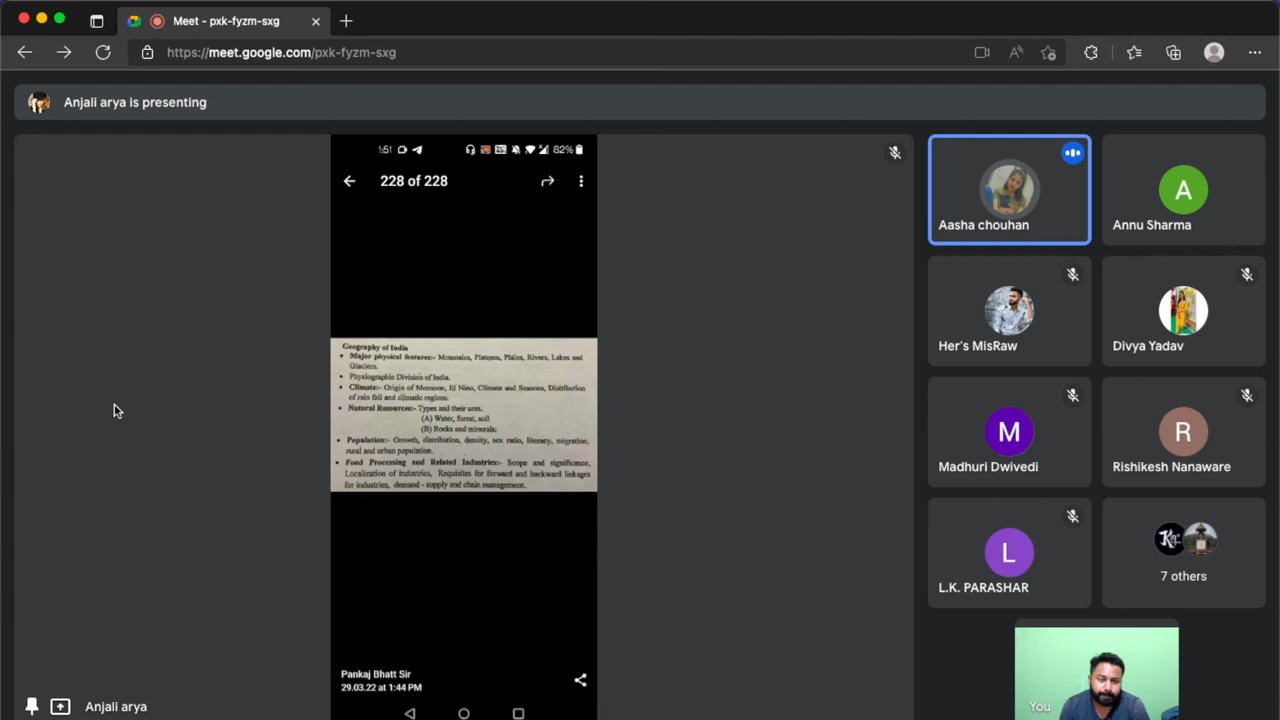 Meet - pxk-fyzm-sxg
https://meet.google.com/pxk-fyzm-sxg
Anjali arya is presenting
1:51
82%
228 of 228
Geography of India
• Major physical features:- Mountains, Plateaus, Plains, Rivers, Lakes and
Glaciers.
• Physiographic Division of India.
• Climate:- Origin of Monsoon, El Nino, Climate and Seasons, Distribution
of rain fall and climatic regions.
• Natural Resources:- Types and their uses.
(A) Water, forest, soil
(B) Rocks and minerals:
• Population:- Growth, distribution, density, sex ratio, literacy, migration,
rural and urban population.
• Food Processing and Related Industries:- Scope and significance,
Localization of industries, Requisites for forward and backward linkages
for industries, demand - supply and chain management.
Pankaj Bhatt Sir
29.03.22 at 1:44 PM
Anjali arya
Aasha chouhan
A
Annu Sharma
Her's MisRaw
Divya Yadav
M
Madhuri Dwivedi
R
Rishikesh Nanaware
L
L.K. PARASHAR
7 others
You